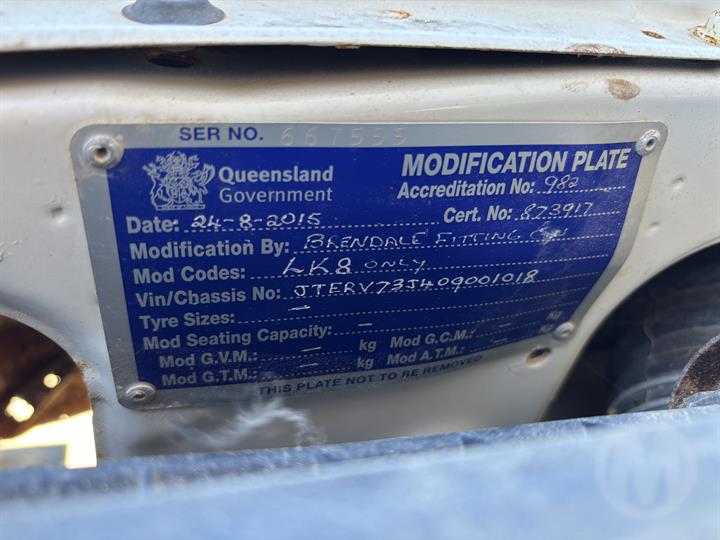 SER NO. 667555
Queensland Government
MODIFICATION PLATE
Accreditation No: 982
Date: 24-8-2015
Cert. No: 873917
Modification By: BRENDALE FITTING
Mod Codes: LK8 ONLY
Vin/Chassis No: JTERV73J409001018
Tyre Sizes: –
Mod Seating Capacity: –
Mod G.V.M.: – kg
Mod G.C.M.: – Kg
Mod G.T.M.: – kg
Mod A.T.M.: – Kg
THIS PLATE NOT TO BE REMOVED
M